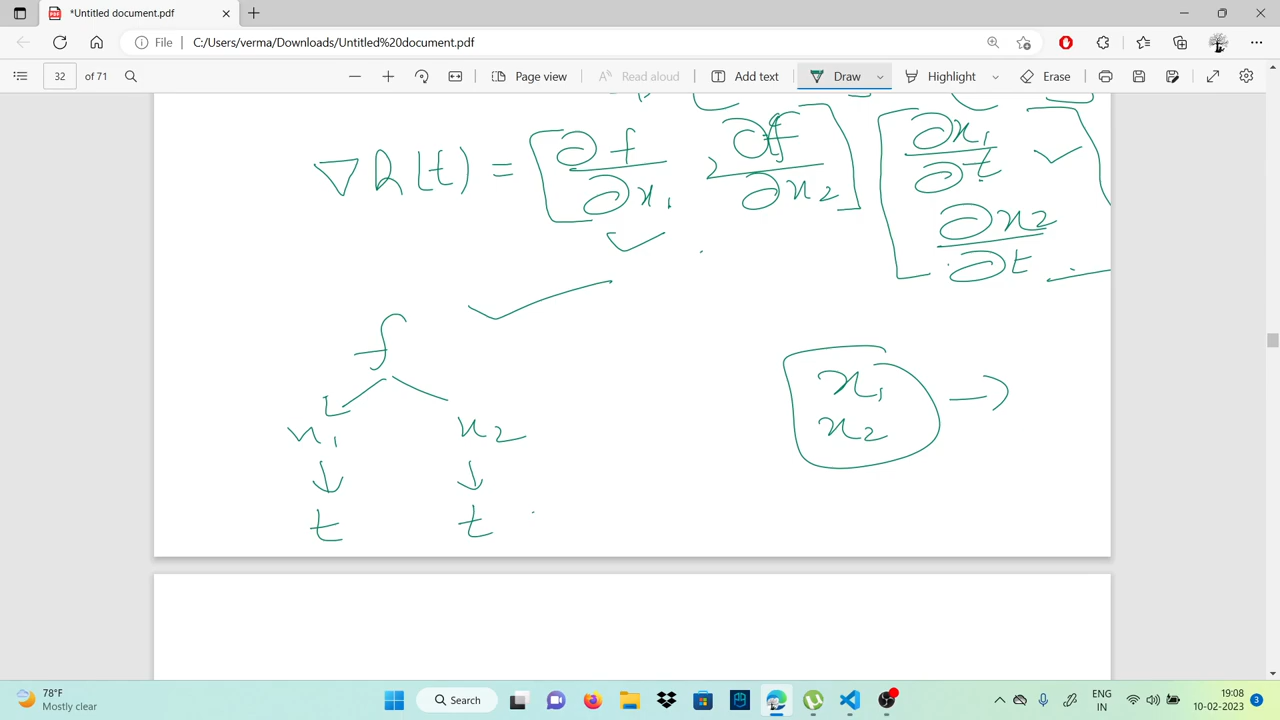 *Untitled document.pdf
File C:/Users/verma/Downloads/Untitled%20document.pdf
32 of 71 Page view Read aloud Add text Draw Highlight Erase
∇h(t) = [∂f/∂x₁ , ∂f/∂x₂] [∂x₁/∂t
∂x₂/∂t
f
x₁ x₂
t t
x₁ →
x₂
78°F
Mostly clear
Search
ENG
IN
19:08
10-02-2023
3